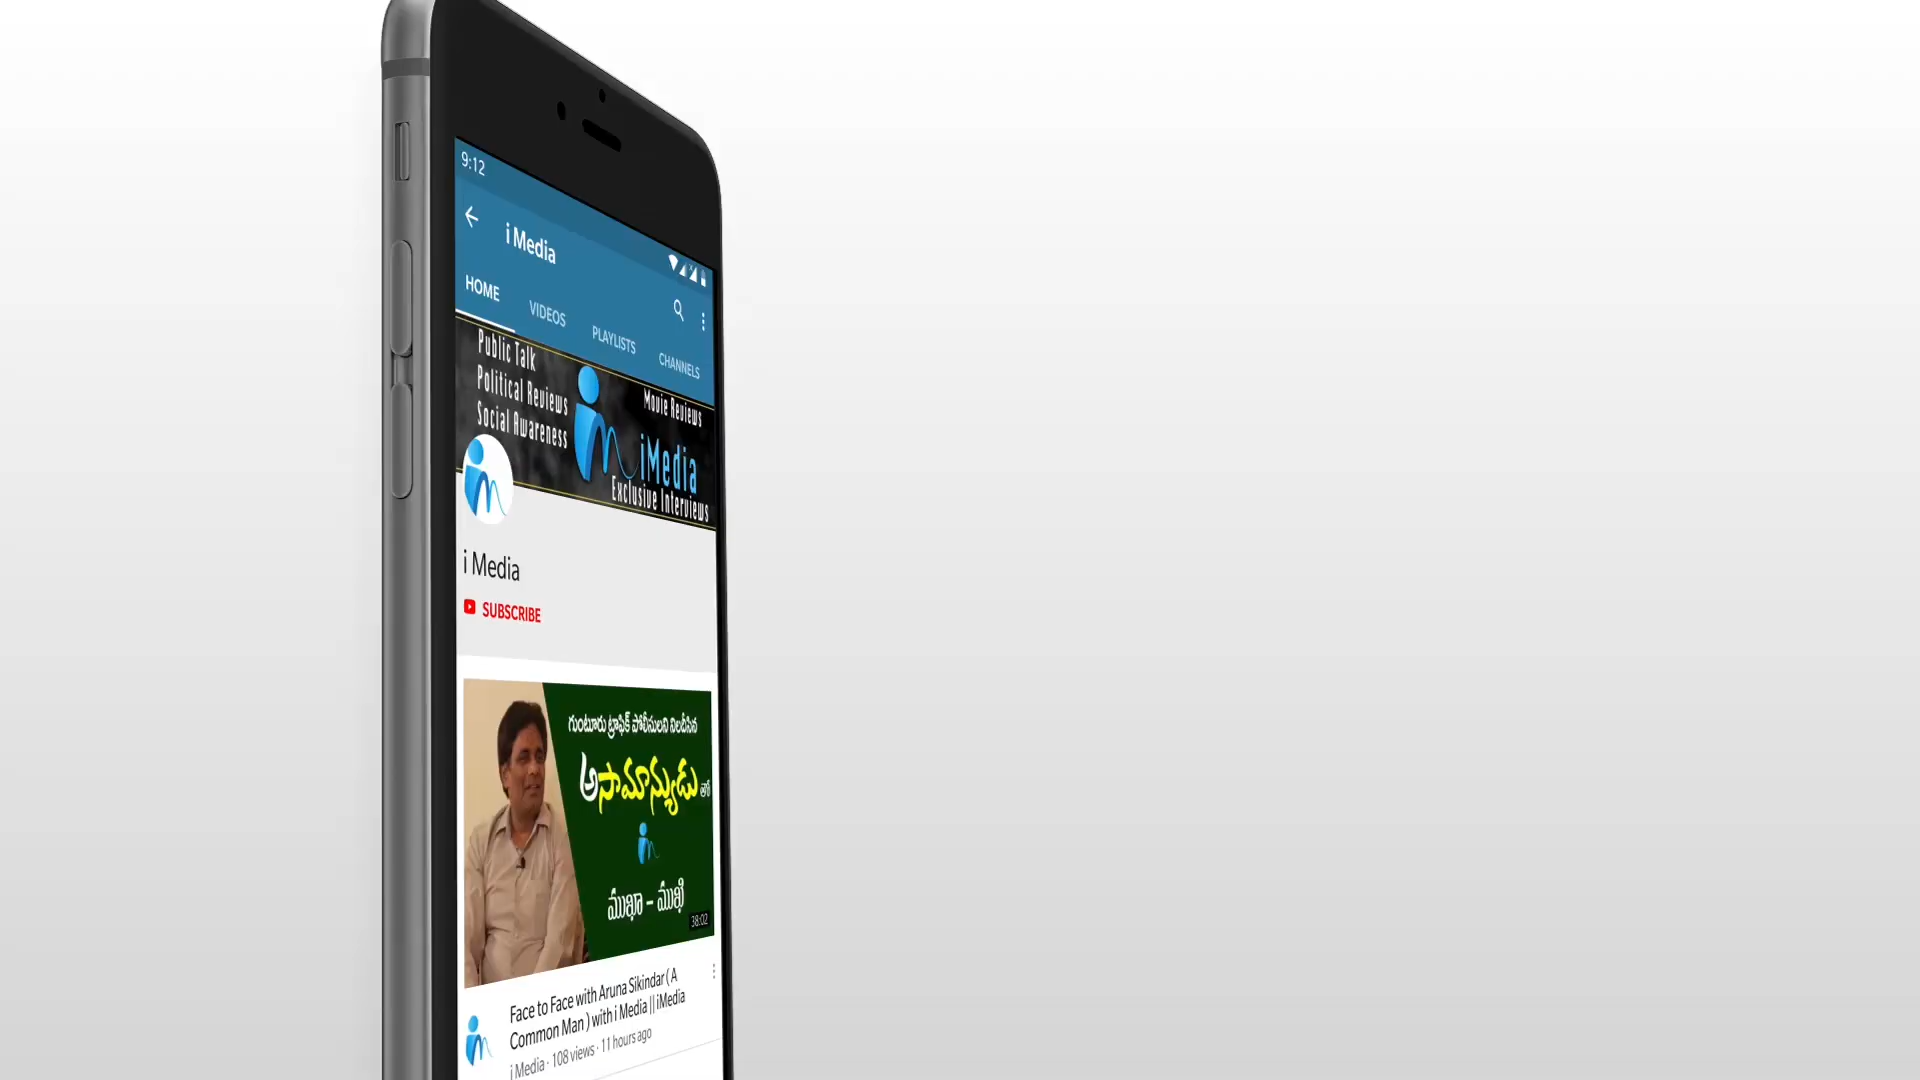 9:12
i Media
HOME VIDEOS PLAYLISTS CHANNELS
Public Talk
Political Reviews
Social Awareness
Movie Reviews
iMedia
Exclusive Interviews
i Media
SUBSCRIBE
గుంటూరు ట్రాఫిక్ పోలీసులని నిలదీసిన
అసామాన్యుడు తో
ముఖా - ముఖి
38:02
Face to Face with Aruna Sikindar ( A
Common Man ) with i Media || iMedia
i Media · 108 views · 11 hours ago